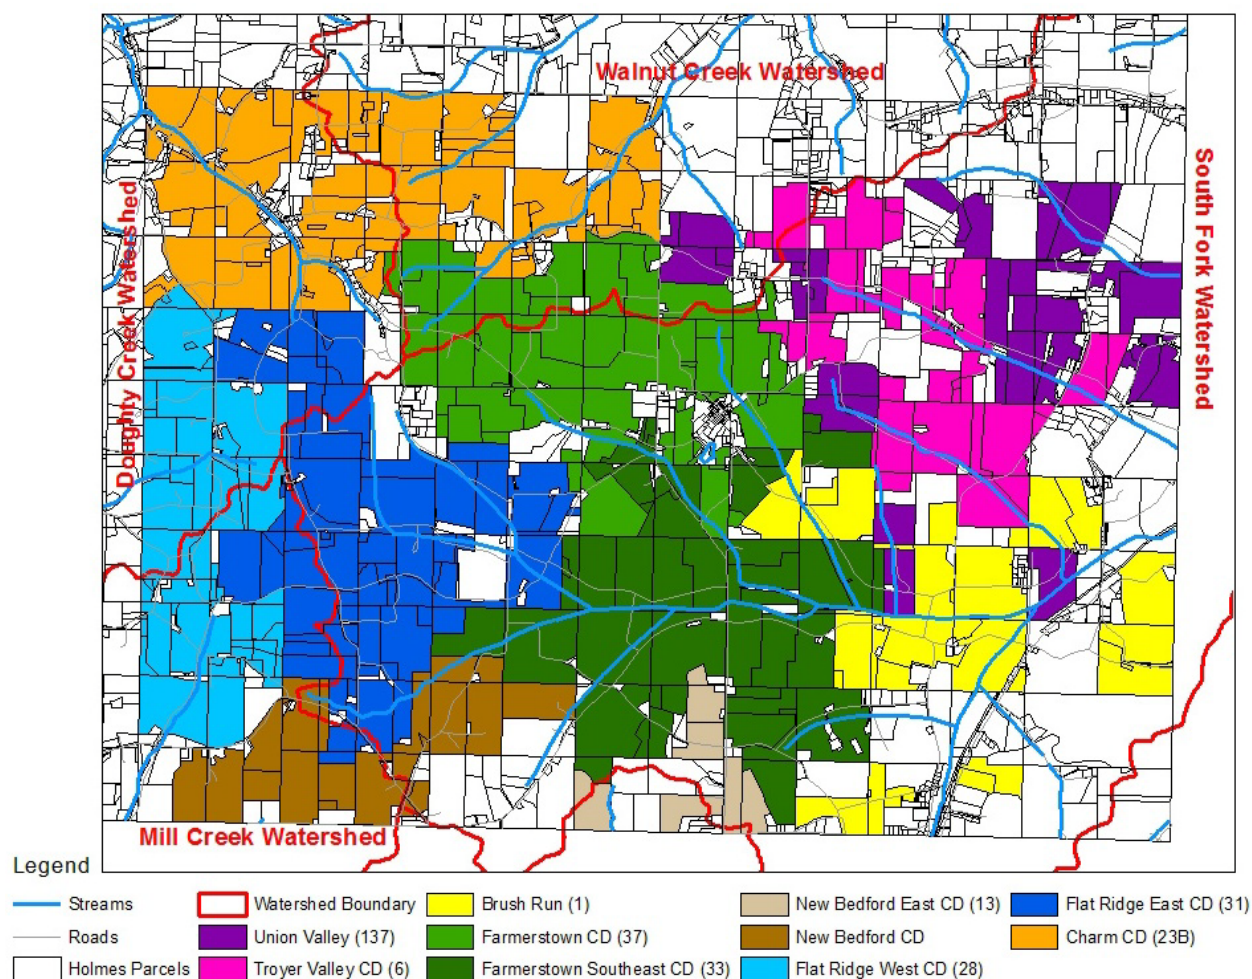 Walnut Creek Watershed
Doughty Creek Watershed
South Fork Watershed
Mill Creek Watershed
Legend
Streams
Roads
Holmes Parcels
Watershed Boundary
Union Valley (137)
Troyer Valley CD (6)
Brush Run (1)
Farmerstown CD (37)
Farmerstown Southeast CD (33)
New Bedford East CD (13)
New Bedford CD
Flat Ridge West CD (28)
Flat Ridge East CD (31)
Charm CD (23B)